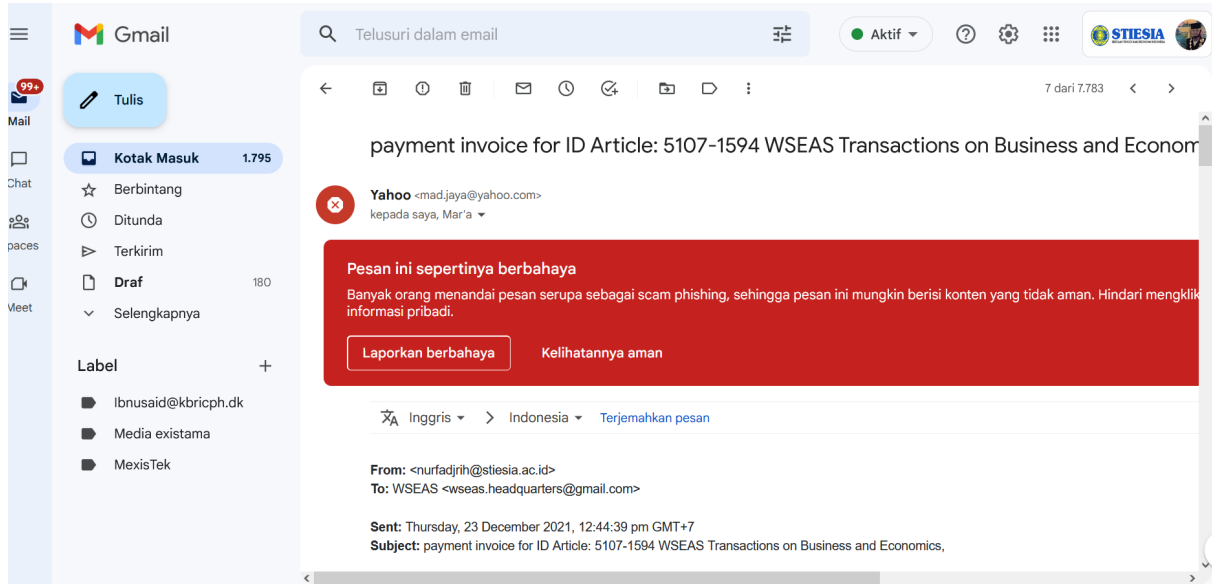 Gmail
Telusuri dalam email
Aktif
STIESIA
99+
Mail
Chat
paces
Meet
Tulis
Kotak Masuk 1.795
Berbintang
Ditunda
Terkirim
Draf 180
Selengkapnya
Label
Ibnusaid@kbricph.dk
Media existama
MexisTek
7 dari 7.783
payment invoice for ID Article: 5107-1594 WSEAS Transactions on Business and Econom
Yahoo <mad.jaya@yahoo.com>
kepada saya, Mar'a
Pesan ini sepertinya berbahaya
Banyak orang menandai pesan serupa sebagai scam phishing, sehingga pesan ini mungkin berisi konten yang tidak aman. Hindari mengklik
informasi pribadi.
Laporkan berbahaya Kelihatannya aman
Inggris Indonesia Terjemahkan pesan
From: <nurfadjrih@stiesia.ac.id>
To: WSEAS <wseas.headquarters@gmail.com>
Sent: Thursday, 23 December 2021, 12:44:39 pm GMT+7
Subject: payment invoice for ID Article: 5107-1594 WSEAS Transactions on Business and Economics,